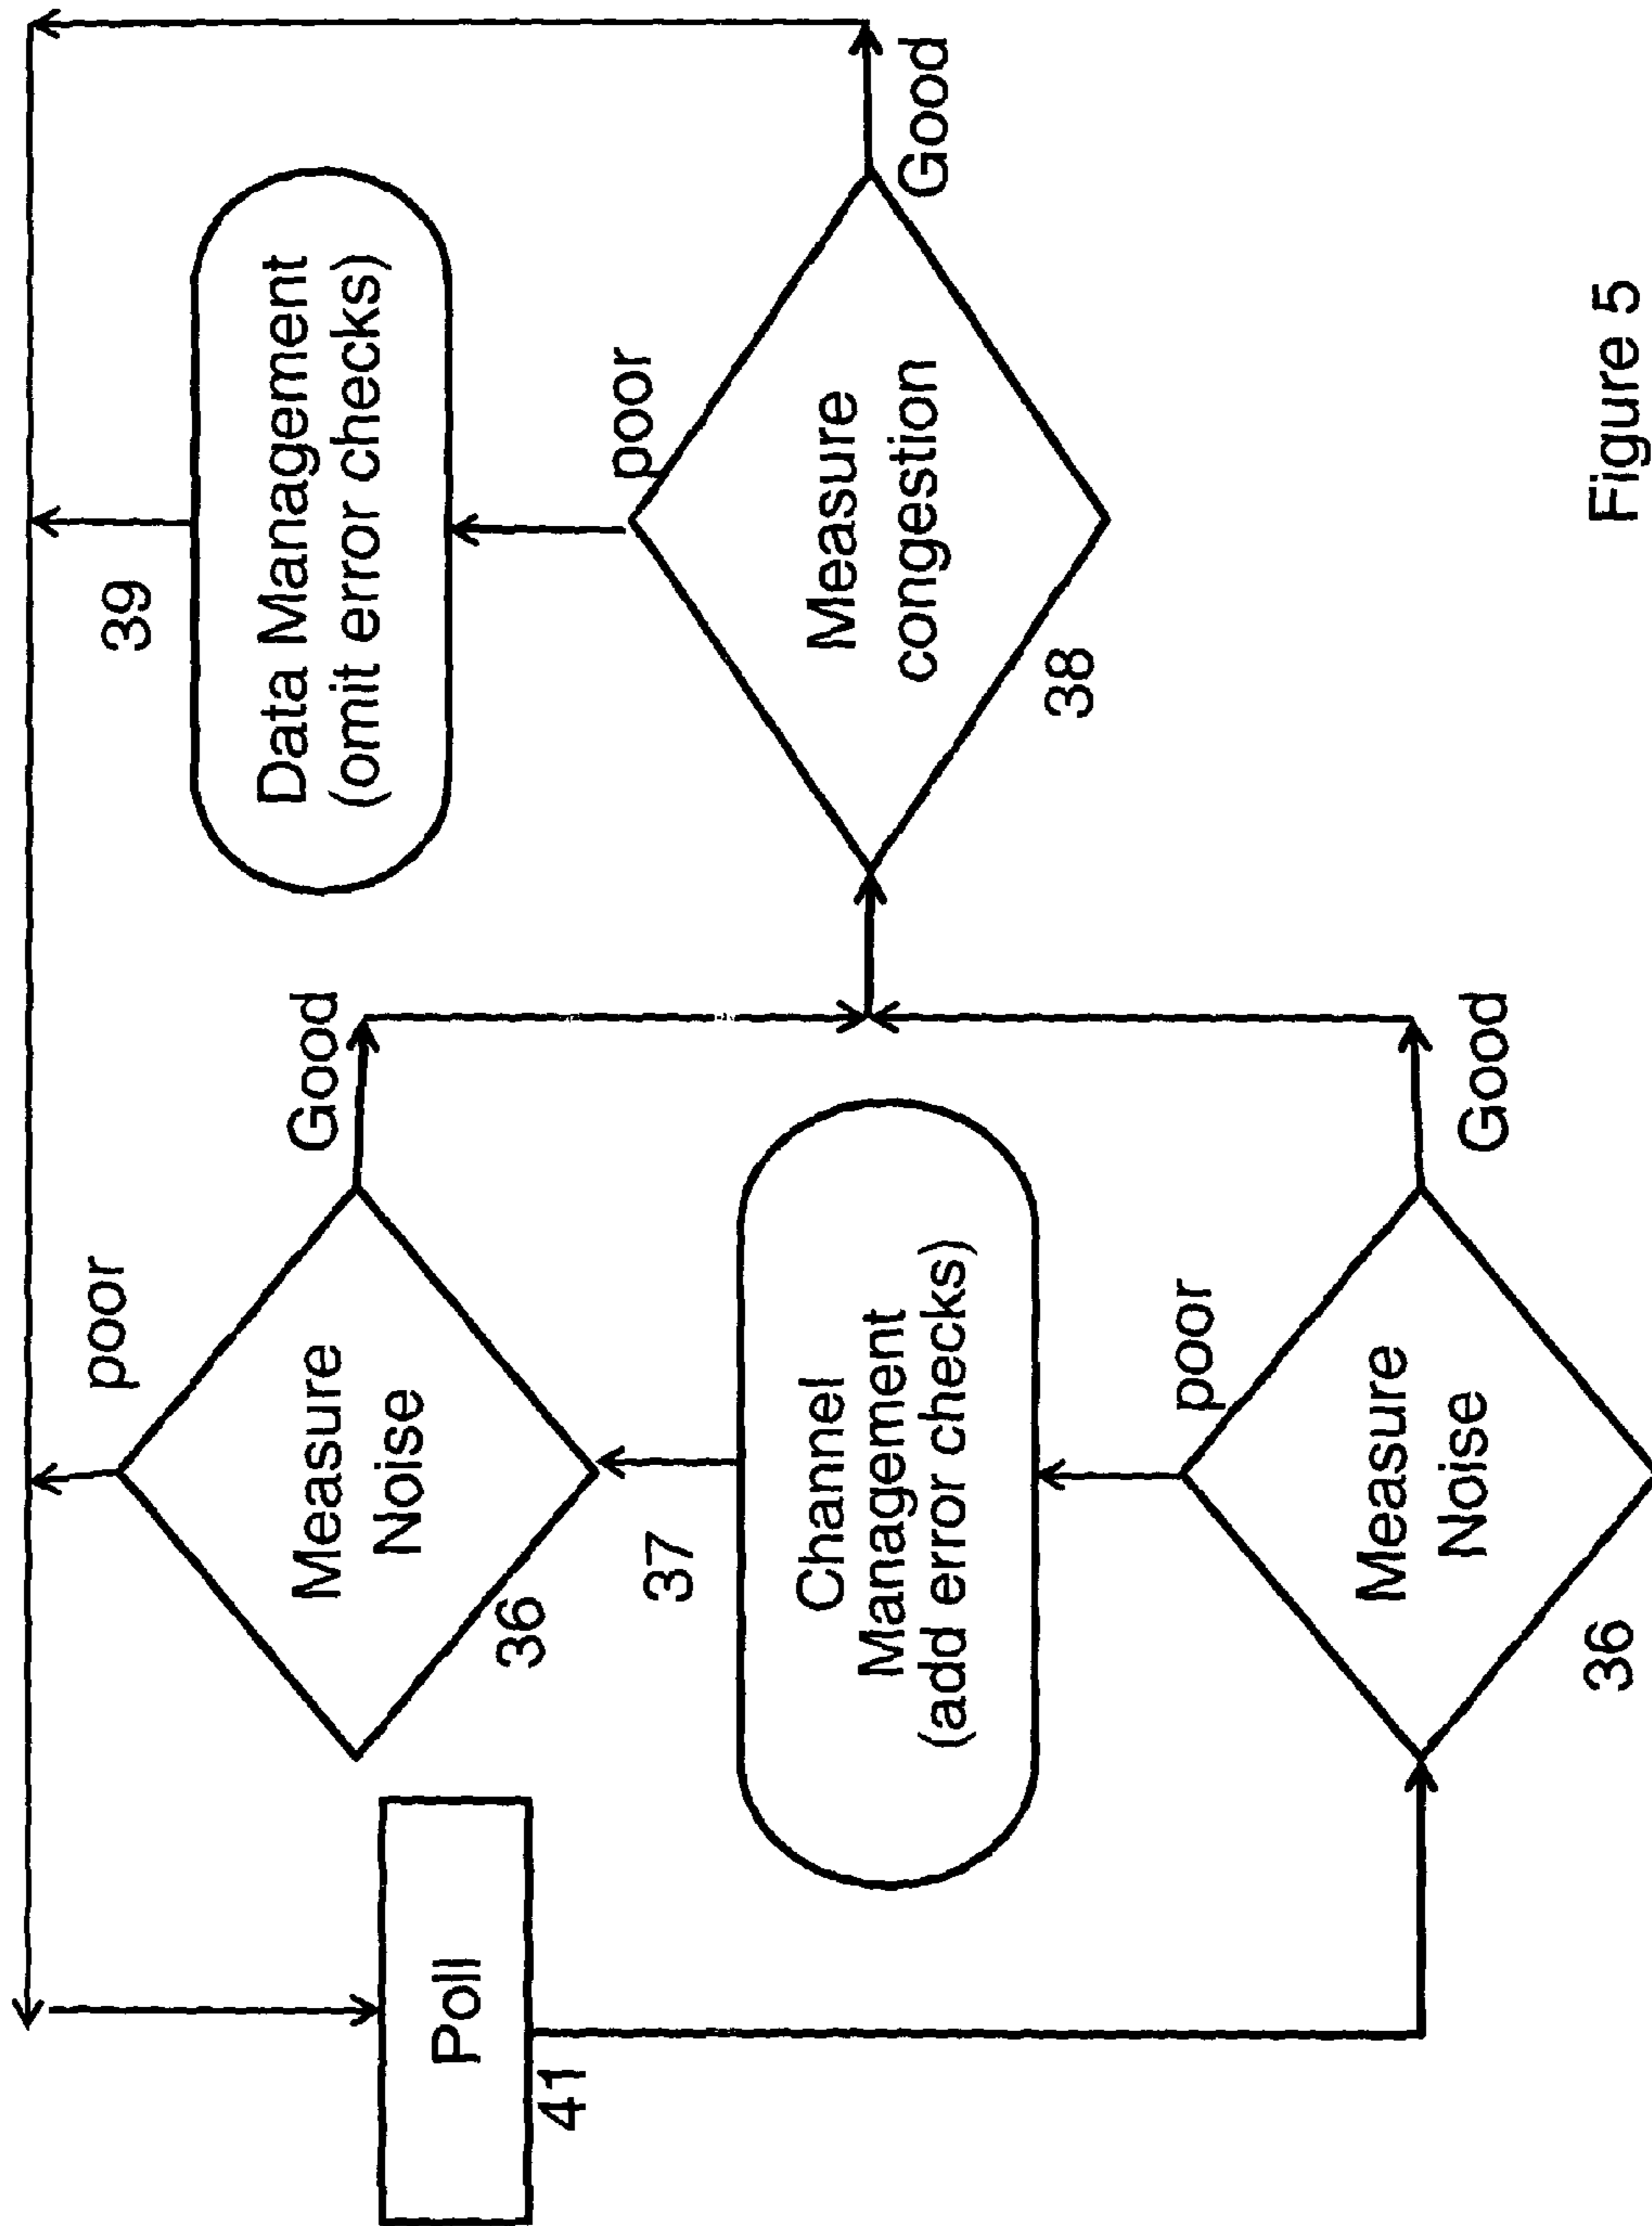 Poll
41
Measure
Noise
36
poor
Good
37
Channel
Management
(add error checks)
Measure
Noise
36
poor
Good
39
Data Management
(omit error checks)
poor
Measure
congestion
38
Good
Figure 5